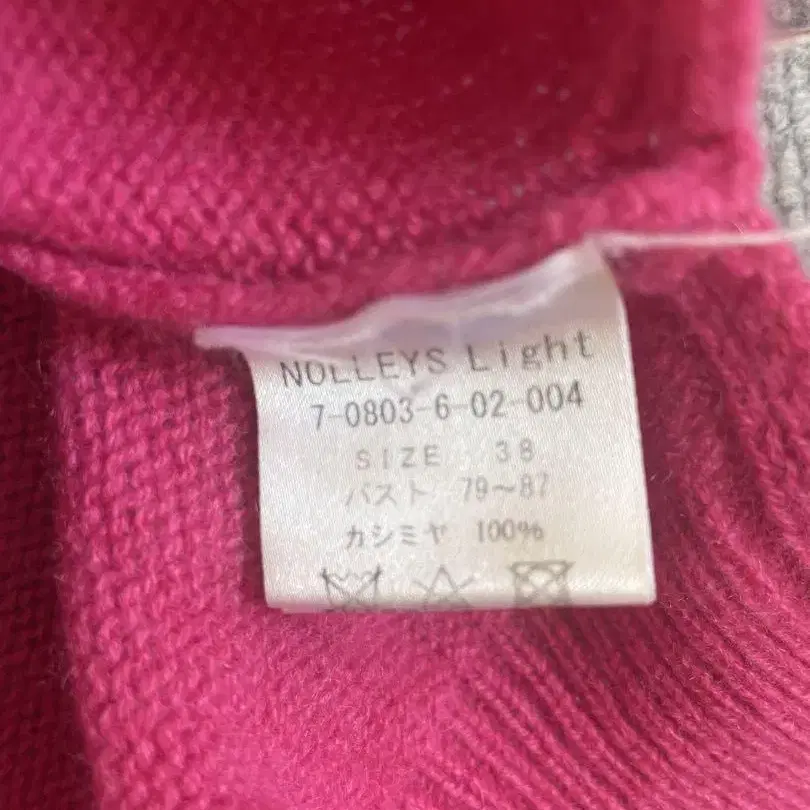 NOLLEYS Light
7-0803-6-02-004
SIZE 38
バスト 79～87
カシミヤ 100%